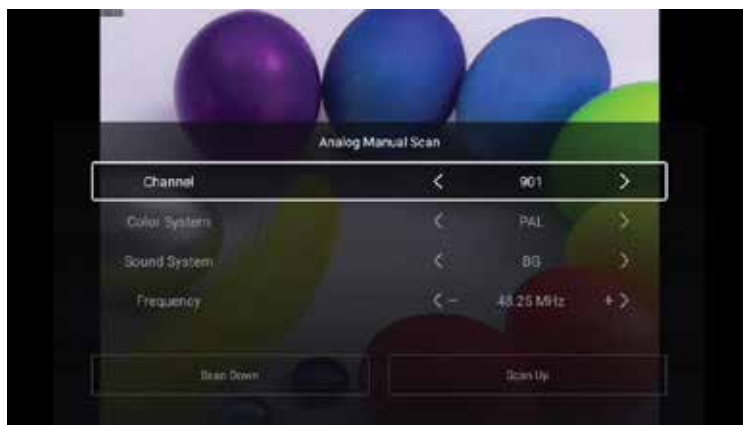 Analog Manual Scan
Channel < 901 >
Color System < PAL >
Sound System < BG >
Frequency < − 48.25 MHz + >
Scan Down Scan Up